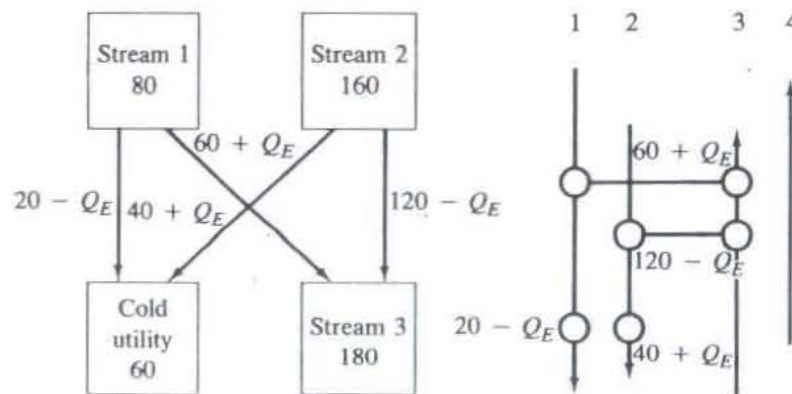 Stream 1
80
Stream 2
160
60 + Q_E
20 − Q_E
40 + Q_E
120 − Q_E
Cold
utility
60
Stream 3
180
1 2 3 4
60 + Q_E
120 − Q_E
20 − Q_E
40 + Q_E